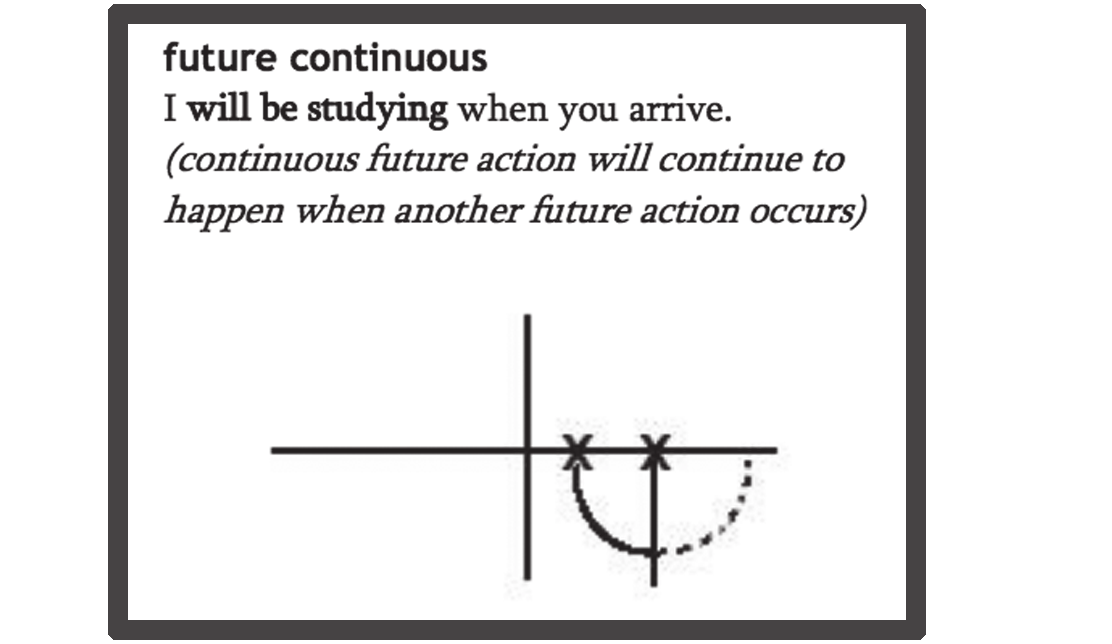 future continuous
I will be studying when you arrive.
(continuous future action will continue to
happen when another future action occurs)
X X